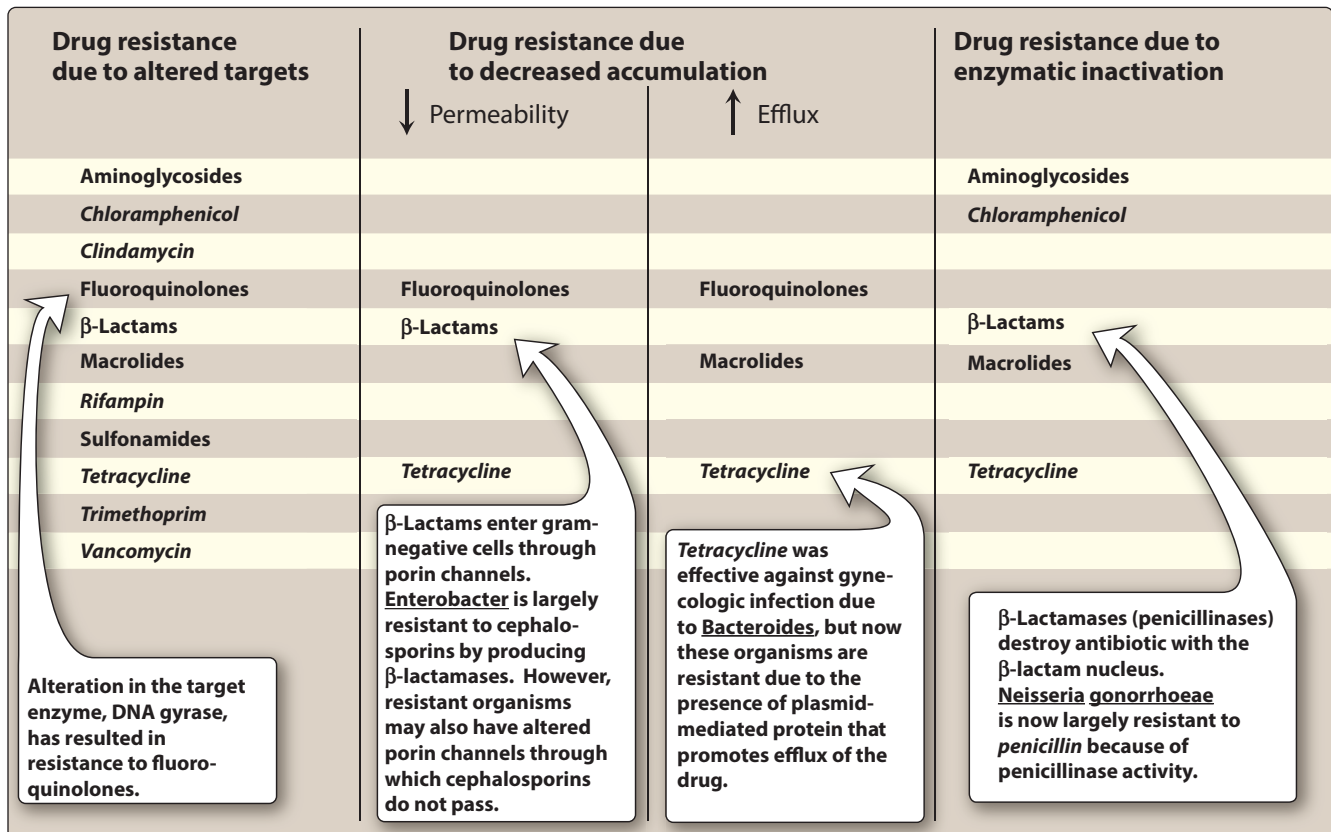 Drug resistance
due to altered targets
Drug resistance due
to decreased accumulation
↓ Permeability
↑ Efflux
Drug resistance due to
enzymatic inactivation
Aminoglycosides
Chloramphenicol
Clindamycin
Fluoroquinolones
β-Lactams
Macrolides
Rifampin
Sulfonamides
Tetracycline
Trimethoprim
Vancomycin
Fluoroquinolones
β-Lactams
Tetracycline
Fluoroquinolones
Macrolides
Tetracycline
Aminoglycosides
Chloramphenicol
β-Lactams
Macrolides
Tetracycline
Alteration in the target
enzyme, DNA gyrase,
has resulted in
resistance to fluoro-
quinolones.
β-Lactams enter gram-
negative cells through
porin channels.
Enterobacter is largely
resistant to cephalo-
sporins by producing
β-lactamases. However,
resistant organisms
may also have altered
porin channels through
which cephalosporins
do not pass.
Tetracycline was
effective against gyne-
cologic infection due
to Bacteroides, but now
these organisms are
resistant due to the
presence of plasmid-
mediated protein that
promotes efflux of the
drug.
β-Lactamases (penicillinases)
destroy antibiotic with the
β-lactam nucleus.
Neisseria gonorrhoeae
is now largely resistant to
penicillin because of
penicillinase activity.